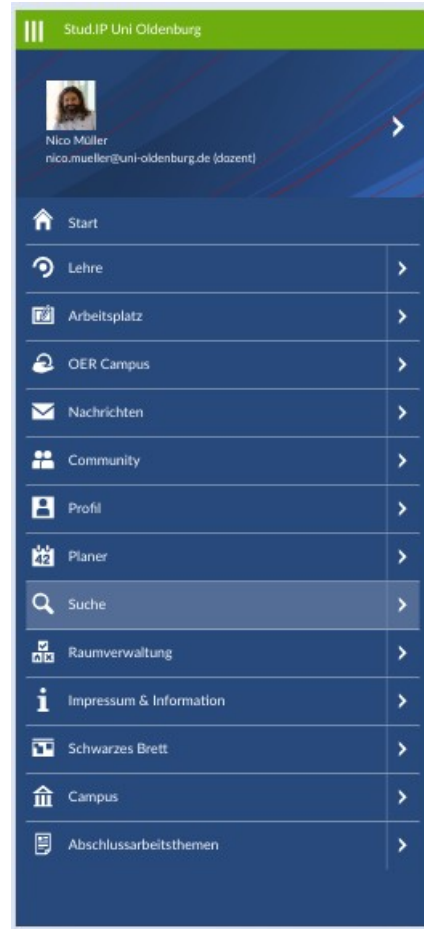 Stud.IP Uni Oldenburg
Nico Müller
nico.mueller@uni-oldenburg.de (dozent)
Start
Lehre
Arbeitsplatz
OER Campus
Nachrichten
Community
Profil
42
Planer
Suche
Raumverwaltung
Impressum & Information
Schwarzes Brett
Campus
Abschlussarbeitsthemen